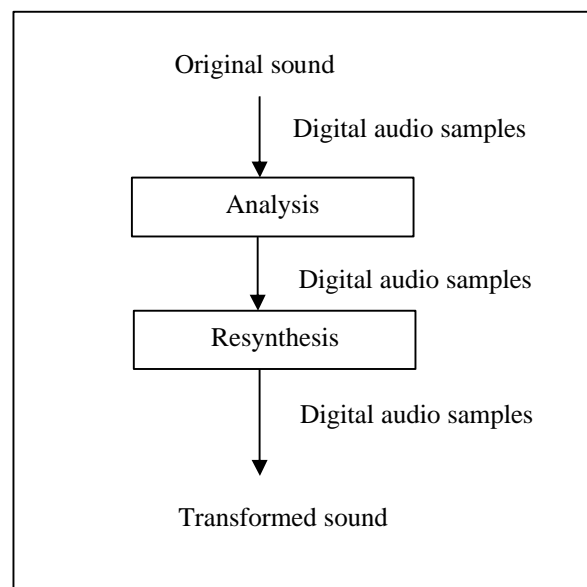 Original sound
Digital audio samples
Analysis
Digital audio samples
Resynthesis
Digital audio samples
Transformed sound